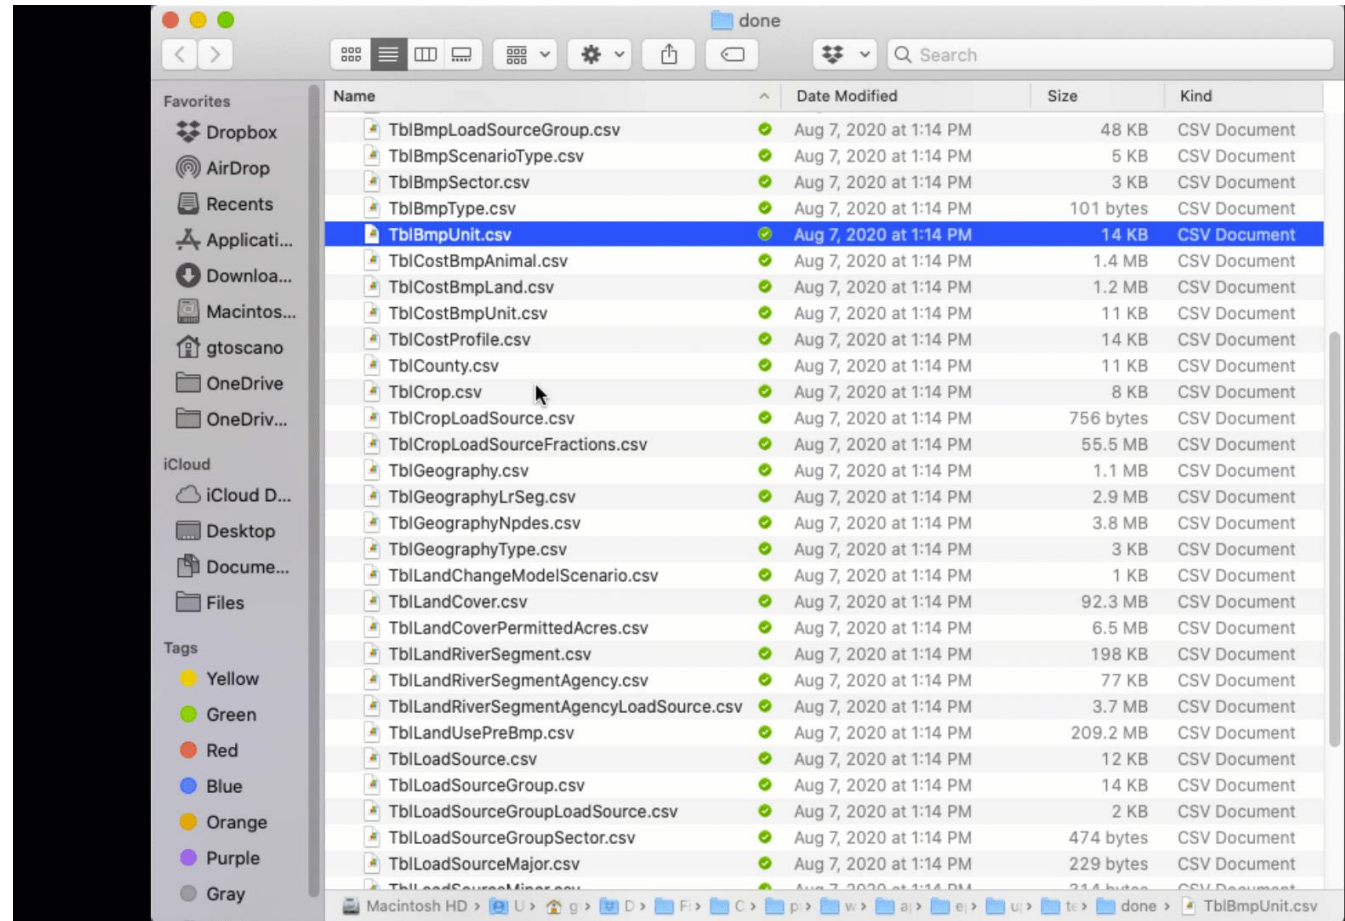 done
Search
Favorites
Dropbox
AirDrop
Recents
Applicati...
Downloa...
Macintos...
gtoscano
OneDrive
OneDriv...
iCloud
iCloud D...
Desktop
Docume...
Files
Tags
Yellow
Green
Red
Blue
Orange
Purple
Gray
Name Date Modified Size Kind
TblBmpLoadSourceGroup.csv Aug 7, 2020 at 1:14 PM 48 KB CSV Document
TblBmpScenarioType.csv Aug 7, 2020 at 1:14 PM 5 KB CSV Document
TblBmpSector.csv Aug 7, 2020 at 1:14 PM 3 KB CSV Document
TblBmpType.csv Aug 7, 2020 at 1:14 PM 101 bytes CSV Document
TblBmpUnit.csv Aug 7, 2020 at 1:14 PM 14 KB CSV Document
TblCostBmpAnimal.csv Aug 7, 2020 at 1:14 PM 1.4 MB CSV Document
TblCostBmpLand.csv Aug 7, 2020 at 1:14 PM 1.2 MB CSV Document
TblCostBmpUnit.csv Aug 7, 2020 at 1:14 PM 11 KB CSV Document
TblCostProfile.csv Aug 7, 2020 at 1:14 PM 14 KB CSV Document
TblCounty.csv Aug 7, 2020 at 1:14 PM 11 KB CSV Document
TblCrop.csv Aug 7, 2020 at 1:14 PM 8 KB CSV Document
TblCropLoadSource.csv Aug 7, 2020 at 1:14 PM 756 bytes CSV Document
TblCropLoadSourceFractions.csv Aug 7, 2020 at 1:14 PM 55.5 MB CSV Document
TblGeography.csv Aug 7, 2020 at 1:14 PM 1.1 MB CSV Document
TblGeographyLrSeg.csv Aug 7, 2020 at 1:14 PM 2.9 MB CSV Document
TblGeographyNpdes.csv Aug 7, 2020 at 1:14 PM 3.8 MB CSV Document
TblGeographyType.csv Aug 7, 2020 at 1:14 PM 3 KB CSV Document
TblLandChangeModelScenario.csv Aug 7, 2020 at 1:14 PM 1 KB CSV Document
TblLandCover.csv Aug 7, 2020 at 1:14 PM 92.3 MB CSV Document
TblLandCoverPermittedAcres.csv Aug 7, 2020 at 1:14 PM 6.5 MB CSV Document
TblLandRiverSegment.csv Aug 7, 2020 at 1:14 PM 198 KB CSV Document
TblLandRiverSegmentAgency.csv Aug 7, 2020 at 1:14 PM 77 KB CSV Document
TblLandRiverSegmentAgencyLoadSource.csv Aug 7, 2020 at 1:14 PM 3.7 MB CSV Document
TblLandUsePreBmp.csv Aug 7, 2020 at 1:14 PM 209.2 MB CSV Document
TblLoadSource.csv Aug 7, 2020 at 1:14 PM 12 KB CSV Document
TblLoadSourceGroup.csv Aug 7, 2020 at 1:14 PM 14 KB CSV Document
TblLoadSourceGroupLoadSource.csv Aug 7, 2020 at 1:14 PM 2 KB CSV Document
TblLoadSourceGroupSector.csv Aug 7, 2020 at 1:14 PM 474 bytes CSV Document
TblLoadSourceMajor.csv Aug 7, 2020 at 1:14 PM 229 bytes CSV Document
TblLoadSourceMinor.csv Aug 7, 2020 at 1:14 PM 314 bytes CSV Document
Macintosh HD U g D Fi C p w a e u te done TblBmpUnit.csv